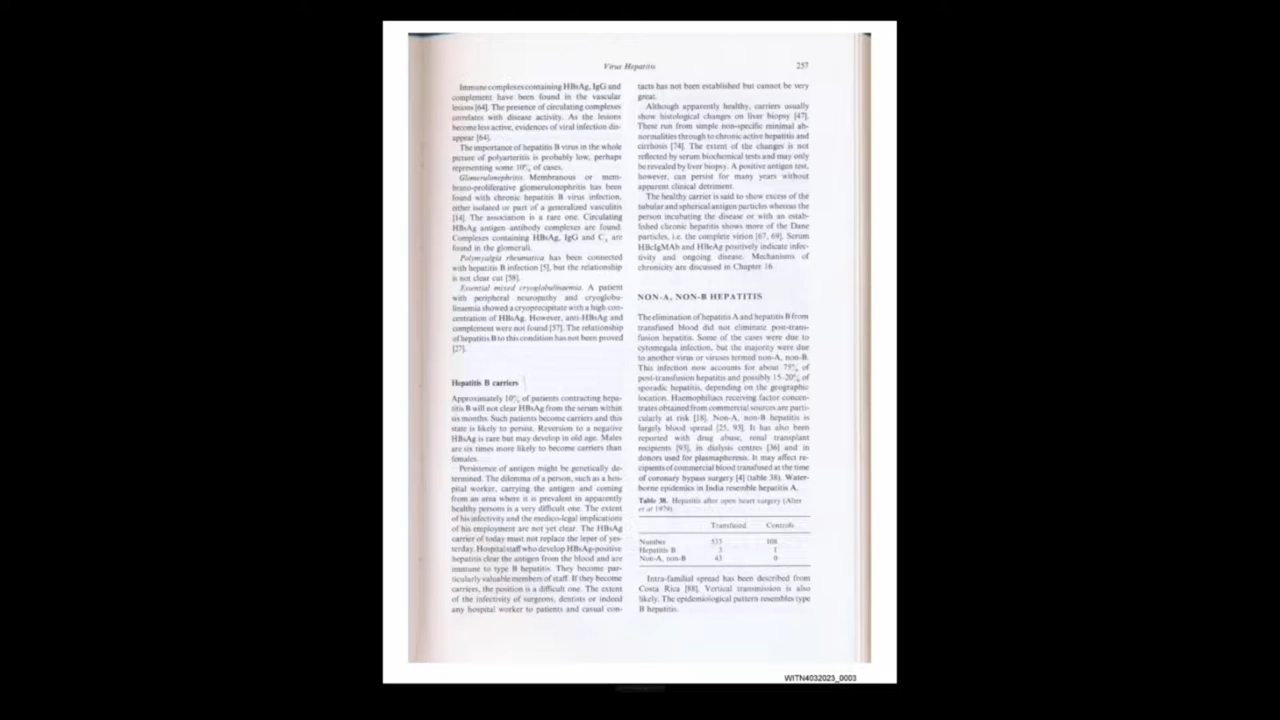 Virus Hepatitis 257
Immune complexes containing HBsAg, IgG and
complement have been found in the vascular
lesions [64]. The presence of circulating complexes
correlates with disease activity. As the lesions
become less active, evidences of viral infection dis-
appear [64].
The importance of hepatitis B virus in the whole
picture of polyarteritis is probably low, perhaps
representing some 10% of cases.
Glomerulonephritis. Membranous or mem-
brano-proliferative glomerulonephritis has been
found with chronic hepatitis B virus infection,
either isolated or part of a generalized vasculitis
[14]. The association is a rare one. Circulating
HBsAg antigen-antibody complexes are found.
Complexes containing HBsAg, IgG and C₃ are
found in the glomeruli.
Polymyalgia rheumatica has been connected
with hepatitis B infection [5], but the relationship
is not clear cut [58].
Essential mixed cryoglobulinaemia. A patient
with peripheral neuropathy and cryoglobu-
linaemia showed a cryoprecipitate with a high con-
centration of HBsAg. However, anti-HBsAg and
complement were not found [57]. The relationship
of hepatitis B to this condition has not been proved
[27].
Hepatitis B carriers
Approximately 10% of patients contracting hepa-
titis B will not clear HBsAg from the serum within
six months. Such patients become carriers and this
state is likely to persist. Reversion to a negative
HBsAg is rare but may develop in old age. Males
are six times more likely to become carriers than
females.
Persistence of antigen might be genetically de-
termined. The dilemma of a person, such as a hos-
pital worker, carrying the antigen and coming
from an area where it is prevalent in apparently
healthy persons is a very difficult one. The extent
of his infectivity and the medico-legal implications
of his employment are not yet clear. The HBsAg
carrier of today must not replace the leper of yes-
terday. Hospital staff who develop HBsAg-positive
hepatitis clear the antigen from the blood and are
immune to type B hepatitis. They become par-
ticularly valuable members of staff. If they become
carriers, the position is a difficult one. The extent
of the infectivity of surgeons, dentists or indeed
any hospital worker to patients and casual con-
tacts has not been established but cannot be very
great.
Although apparently healthy, carriers usually
show histological changes on liver biopsy [47].
These run from simple non-specific minimal ab-
normalities through to chronic active hepatitis and
cirrhosis [74]. The extent of the changes is not
reflected by serum biochemical tests and may only
be revealed by liver biopsy. A positive antigen test,
however, can persist for many years without
apparent clinical detriment.
The healthy carrier is said to show excess of the
tubular and spherical antigen particles whereas the
person incubating the disease or with an estab-
lished chronic hepatitis shows more of the Dane
particles, i.e. the complete virion [67, 69]. Serum
HBcIgMAb and HBeAg positively indicate infec-
tivity and ongoing disease. Mechanisms of
chronicity are discussed in Chapter 16.
NON-A, NON-B HEPATITIS
The elimination of hepatitis A and hepatitis B from
transfused blood did not eliminate post-trans-
fusion hepatitis. Some of the cases were due to
cytomegala infection, but the majority were due
to another virus or viruses termed non-A, non-B.
This infection now accounts for about 75% of
post-transfusion hepatitis and possibly 15-20% of
sporadic hepatitis, depending on the geographic
location. Haemophiliacs receiving factor concen-
trates obtained from commercial sources are parti-
cularly at risk [18]. Non-A, non-B hepatitis is
largely blood spread [25, 93]. It has also been
reported with drug abuse, renal transplant
recipients [93], in dialysis centres [36] and in
donors used for plasmapheresis. It may affect re-
cipients of commercial blood transfused at the time
of coronary bypass surgery [4] (table 38). Water-
borne epidemics in India resemble hepatitis A.
Table 38. Hepatitis after open heart surgery (Alter
et al 1979).
Transfused Controls
Number 533 108
Hepatitis B 3 1
Non-A, non-B 43 0
Intra-familial spread has been described from
Costa Rica [88]. Vertical transmission is also
likely. The epidemiological pattern resembles type
B hepatitis.
WITN4032023_0003